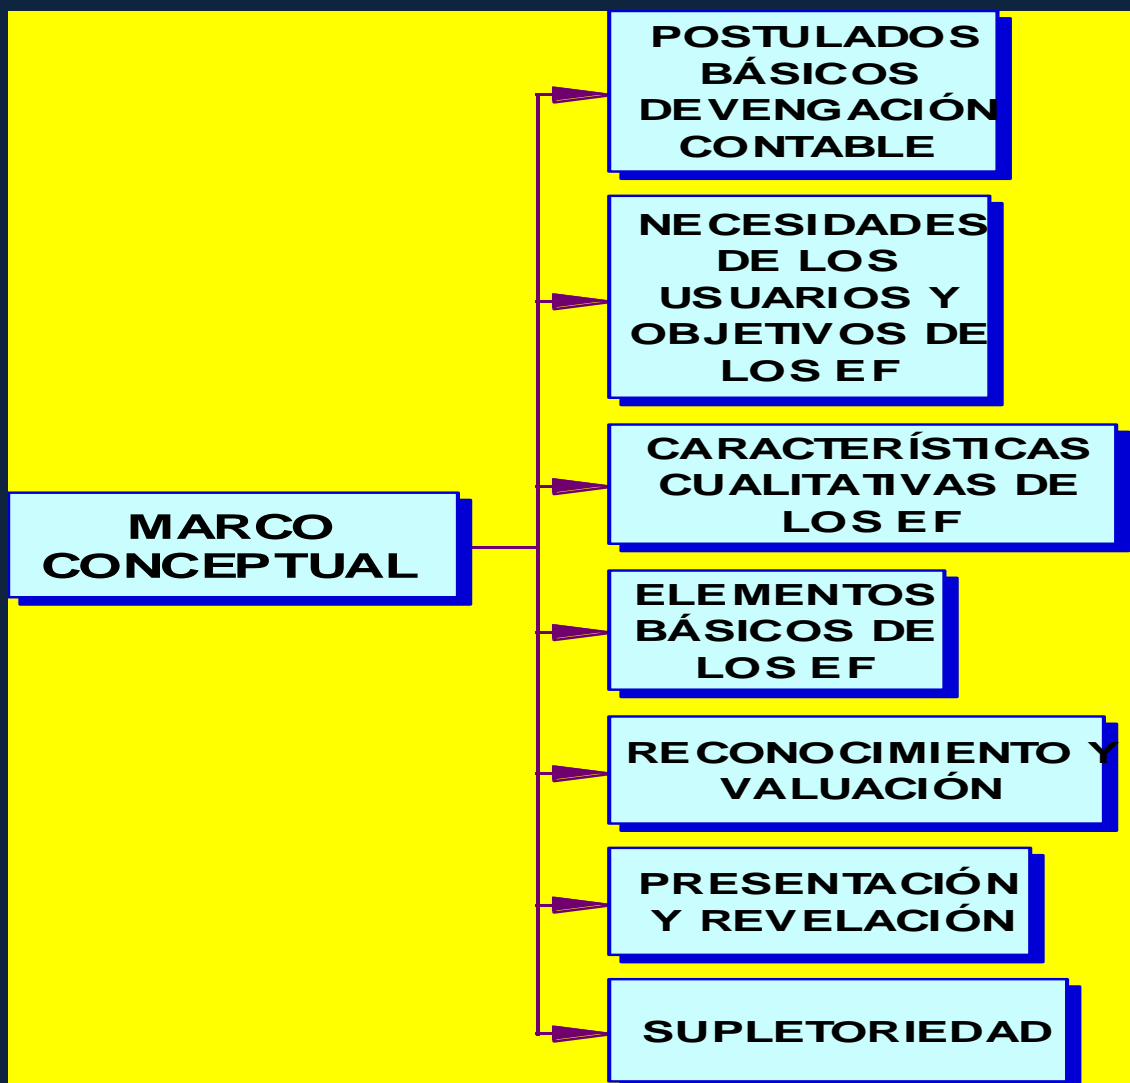 MARCO
CONCEPTUAL
POSTULADOS
BÁSICOS
DEVENGACIÓN
CONTABLE
NECESIDADES
DE LOS
USUARIOS Y
OBJETIVOS DE
LOS EF
CARACTERÍSTICAS
CUALITATIVAS DE
LOS EF
ELEMENTOS
BÁSICOS DE
LOS EF
RECONOCIMIENTO Y
VALUACIÓN
PRESENTACIÓN
Y REVELACIÓN
SUPLETORIEDAD